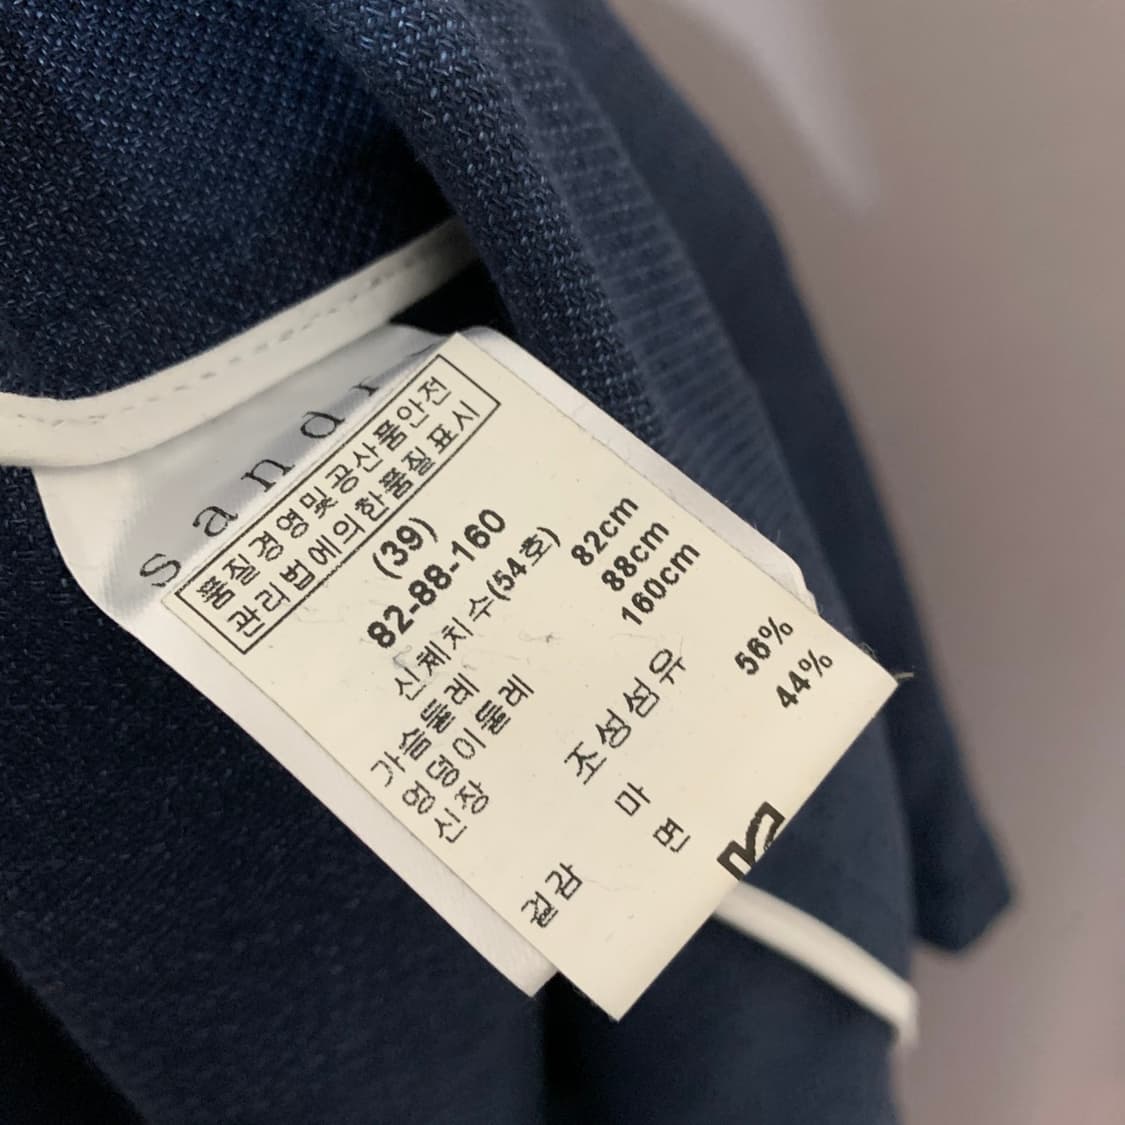 sandr
품질경영및공산품안전
관리법에의한품질표시
(39)
82-88-160
신체치수(54호)
가슴둘레 82cm
엉덩이둘레 88cm
신장 160cm
조성섬유
겉감 마 56%
면 44%